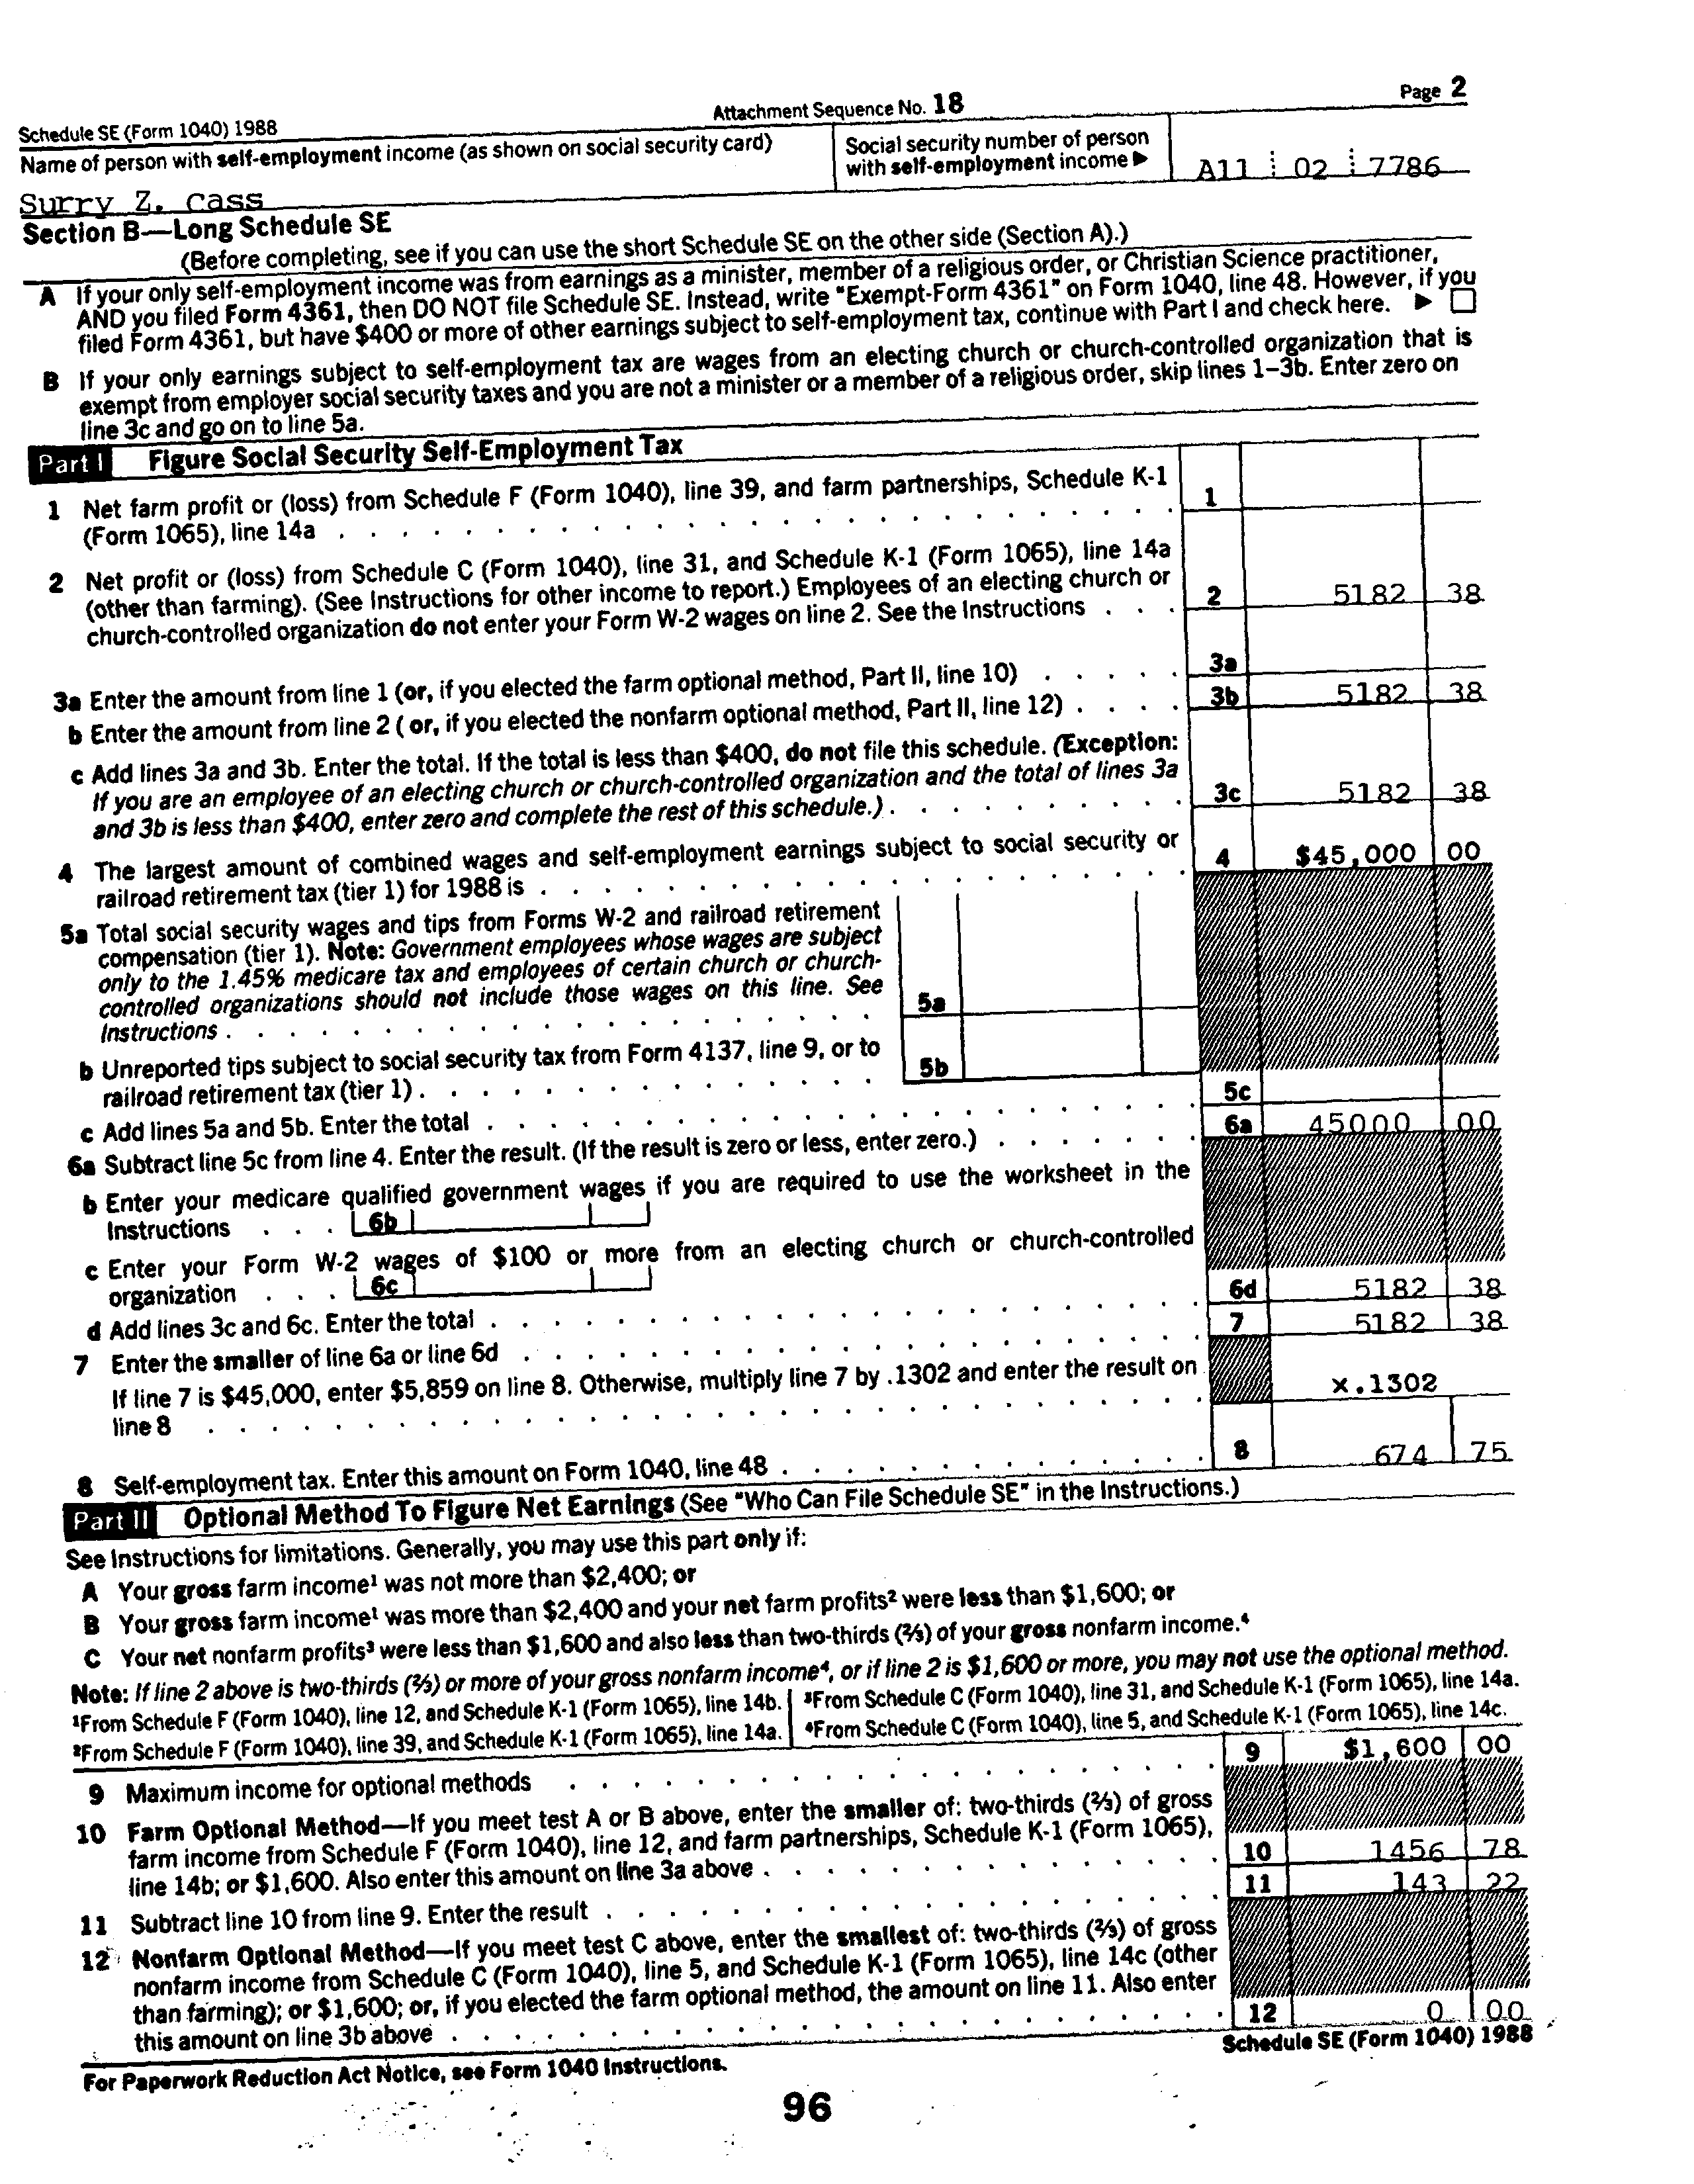 Schedule SE (Form 1040) 1988 Attachment Sequence No. 18 Page 2
Name of person with self-employment income (as shown on social security card)
Social security number of person
with self-employment income ▶ A11 02 7786
Surry Z. Cass
Section B—Long Schedule SE
(Before completing, see if you can use the short Schedule SE on the other side (Section A).)
A If your only self-employment income was from earnings as a minister, member of a religious order, or Christian Science practitioner,
AND you filed Form 4361, then DO NOT file Schedule SE. Instead, write "Exempt-Form 4361" on Form 1040, line 48. However, if you
filed Form 4361, but have $400 or more of other earnings subject to self-employment tax, continue with Part I and check here. ▶ ☐
B If your only earnings subject to self-employment tax are wages from an electing church or church-controlled organization that is
exempt from employer social security taxes and you are not a minister or a member of a religious order, skip lines 1–3b. Enter zero on
line 3c and go on to line 5a.
Part I Figure Social Security Self-Employment Tax
1 Net farm profit or (loss) from Schedule F (Form 1040), line 39, and farm partnerships, Schedule K-1
(Form 1065), line 14a . . . 1
2 Net profit or (loss) from Schedule C (Form 1040), line 31, and Schedule K-1 (Form 1065), line 14a
(other than farming). (See Instructions for other income to report.) Employees of an electing church or
church-controlled organization do not enter your Form W-2 wages on line 2. See the Instructions . . . 2 5182 38
3a Enter the amount from line 1 (or, if you elected the farm optional method, Part II, line 10) . . . 3a
b Enter the amount from line 2 ( or, if you elected the nonfarm optional method, Part II, line 12) . . . 3b 5182 38
c Add lines 3a and 3b. Enter the total. If the total is less than $400, do not file this schedule. (Exception:
If you are an employee of an electing church or church-controlled organization and the total of lines 3a
and 3b is less than $400, enter zero and complete the rest of this schedule.) . . . 3c 5182 38
4 The largest amount of combined wages and self-employment earnings subject to social security or
railroad retirement tax (tier 1) for 1988 is . . . 4 $45,000 00
5a Total social security wages and tips from Forms W-2 and railroad retirement
compensation (tier 1). Note: Government employees whose wages are subject
only to the 1.45% medicare tax and employees of certain church or church-
controlled organizations should not include those wages on this line. See
Instructions . . . 5a
b Unreported tips subject to social security tax from Form 4137, line 9, or to
railroad retirement tax (tier 1) . . . 5b
c Add lines 5a and 5b. Enter the total . . . 5c
6a Subtract line 5c from line 4. Enter the result. (If the result is zero or less, enter zero.) . . . 6a 45000 00
b Enter your medicare qualified government wages if you are required to use the worksheet in the
Instructions . . . 6b
c Enter your Form W-2 wages of $100 or more from an electing church or church-controlled
organization . . . 6c
d Add lines 3c and 6c. Enter the total . . . 6d 5182 38
7 Enter the smaller of line 6a or line 6d . . . 7 5182 38
If line 7 is $45,000, enter $5,859 on line 8. Otherwise, multiply line 7 by .1302 and enter the result on
line 8 . . . x.1302
8 Self-employment tax. Enter this amount on Form 1040, line 48 . . . 8 674 75
Part II Optional Method To Figure Net Earnings (See "Who Can File Schedule SE" in the Instructions.)
See Instructions for limitations. Generally, you may use this part only if:
A Your gross farm income¹ was not more than $2,400; or
B Your gross farm income¹ was more than $2,400 and your net farm profits² were less than $1,600; or
C Your net nonfarm profits³ were less than $1,600 and also less than two-thirds (⅔) of your gross nonfarm income.⁴
Note: If line 2 above is two-thirds (⅔) or more of your gross nonfarm income⁴, or if line 2 is $1,600 or more, you may not use the optional method.
¹From Schedule F (Form 1040), line 12, and Schedule K-1 (Form 1065), line 14b. ³From Schedule C (Form 1040), line 31, and Schedule K-1 (Form 1065), line 14a.
²From Schedule F (Form 1040), line 39, and Schedule K-1 (Form 1065), line 14a. ⁴From Schedule C (Form 1040), line 5, and Schedule K-1 (Form 1065), line 14c.
9 Maximum income for optional methods . . . 9 $1,600 00
10 Farm Optional Method—If you meet test A or B above, enter the smaller of: two-thirds (⅔) of gross
farm income from Schedule F (Form 1040), line 12, and farm partnerships, Schedule K-1 (Form 1065),
line 14b; or $1,600. Also enter this amount on line 3a above . . . 10 1456 78
11 Subtract line 10 from line 9. Enter the result . . . 11 143 22
12 Nonfarm Optional Method—If you meet test C above, enter the smallest of: two-thirds (⅔) of gross
nonfarm income from Schedule C (Form 1040), line 5, and Schedule K-1 (Form 1065), line 14c (other
than farming); or $1,600; or, if you elected the farm optional method, the amount on line 11. Also enter
this amount on line 3b above . . . 12 0 00
For Paperwork Reduction Act Notice, see Form 1040 Instructions. Schedule SE (Form 1040) 1988
96